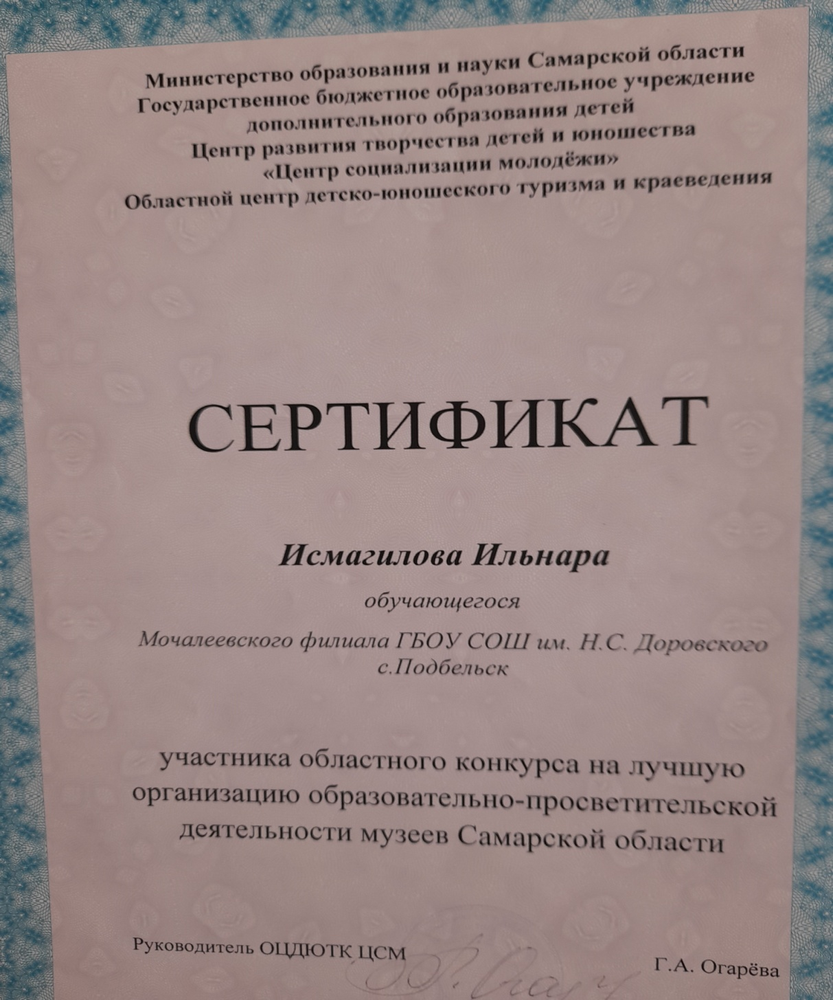 Министерство образования и науки Самарской области
Государственное бюджетное образовательное учреждение
дополнительного образования детей
Центр развития творчества детей и юношества
«Центр социализации молодёжи»
Областной центр детско-юношеского туризма и краеведения
СЕРТИФИКАТ
Исмагилова Ильнара
обучающегося
Мочалеевского филиала ГБОУ СОШ им. Н.С. Доровского
с.Подбельск
участника областного конкурса на лучшую
организацию образовательно-просветительской
деятельности музеев Самарской области
Руководитель ОЦДЮТК ЦСМ
Г.А. Огарёва